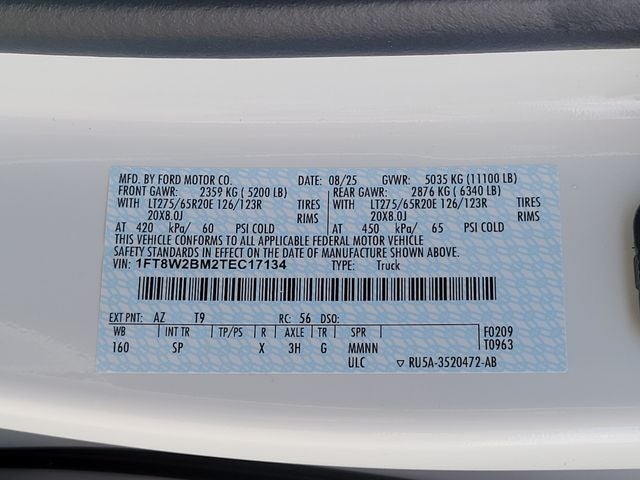 MFD. BY FORD MOTOR CO. DATE: 08/25 GVWR: 5035 KG (11100 LB)
FRONT GAWR: 2359 KG ( 5200 LB) REAR GAWR: 2876 KG ( 6340 LB)
WITH LT275/65R20E 126/123R TIRES WITH LT275/65R20E 126/123R TIRES
20X8.0J RIMS 20X8.0J RIMS
AT 420 kPa/ 60 PSI COLD AT 450 kPa/ 65 PSI COLD
THIS VEHICLE CONFORMS TO ALL APPLICABLE FEDERAL MOTOR VEHICLE
SAFETY STANDARDS IN EFFECT ON THE DATE OF MANUFACTURE SHOWN ABOVE.
VIN: 1FT8W2BM2TEC17134 TYPE: Truck
EXT PNT: AZ T9 RC: 56 DSO:
WB INT TR TP/PS R AXLE TR SPR F0209
160 SP X 3H G MMNN T0963
ULC ▽ RU5A-3520472-AB